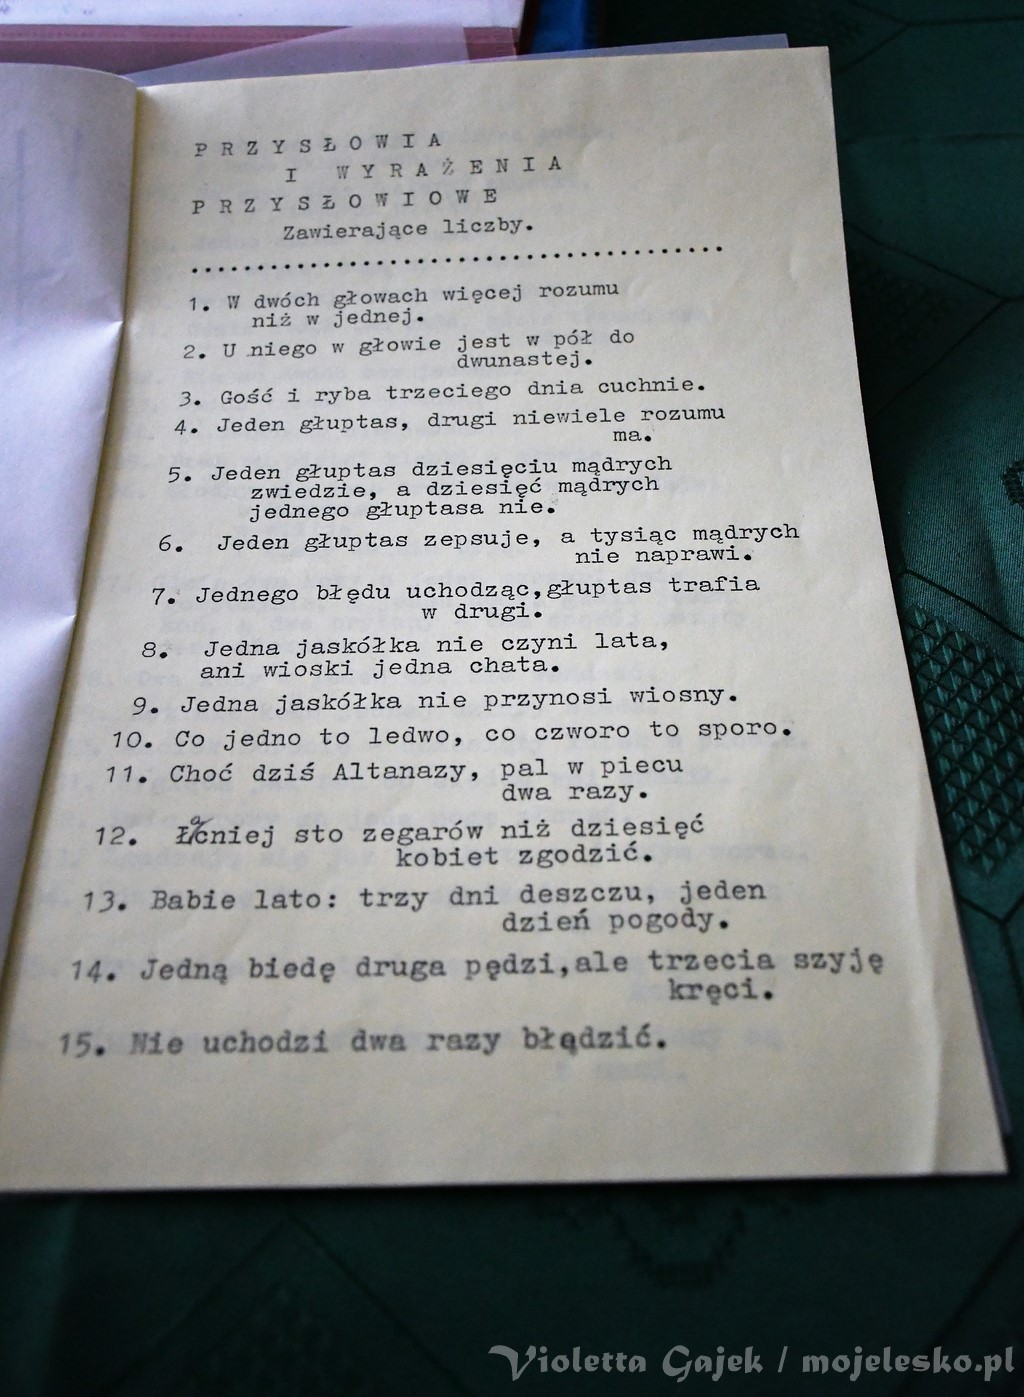 PRZYSŁOWIA
I WYRAŻENIA
PRZYSŁOWIOWE
Zawierające liczby.
........................................
1. W dwóch głowach więcej rozumu
niż w jednej.
2. U niego w głowie jest w pół do
dwunastej.
3. Gość i ryba trzeciego dnia cuchnie.
4. Jeden głuptas, drugi niewiele rozumu
ma.
5. Jeden głuptas dziesięciu mądrych
zwiedzie, a dziesięć mądrych
jednego głuptasa nie.
6. Jeden głuptas zepsuje, a tysiąc mądrych
nie naprawi.
7. Jednego błędu uchodząc,głuptas trafia
w drugi.
8. Jedna jaskółka nie czyni lata,
ani wioski jedna chata.
9. Jedna jaskółka nie przynosi wiosny.
10. Co jedno to ledwo, co czworo to sporo.
11. Choć dziś Altanazy, pal w piecu
dwa razy.
12. Łacniej sto zegarów niż dziesięć
kobiet zgodzić.
13. Babie lato: trzy dni deszczu, jeden
dzień pogody.
14. Jedną biedę druga pędzi,ale trzecia szyję
kręci.
15. Nie uchodzi dwa razy błądzić.
Violetta Gajek / mojelesko.pl